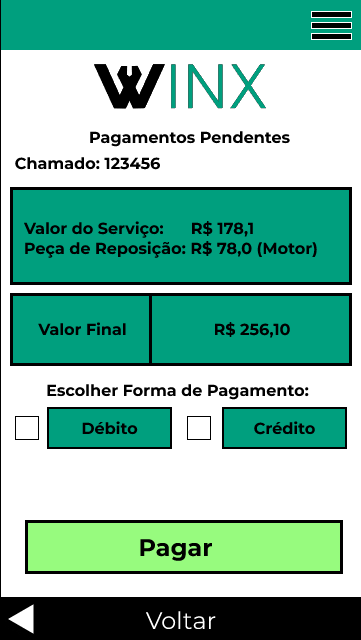 WINX
Pagamentos Pendentes
Chamado: 123456
Valor do Serviço: R$ 178,1
Peça de Reposição: R$ 78,0 (Motor)
Valor Final R$ 256,10
Escolher Forma de Pagamento:
Débito Crédito
Pagar
Voltar